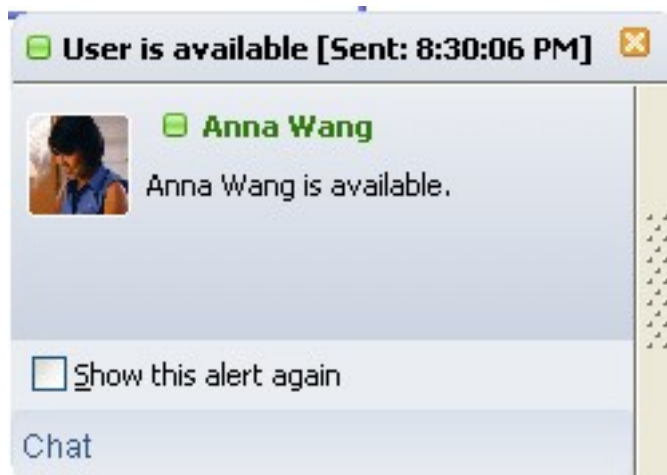 User is available [Sent: 8:30:06 PM]
Anna Wang
Anna Wang is available.
Show this alert again
Chat